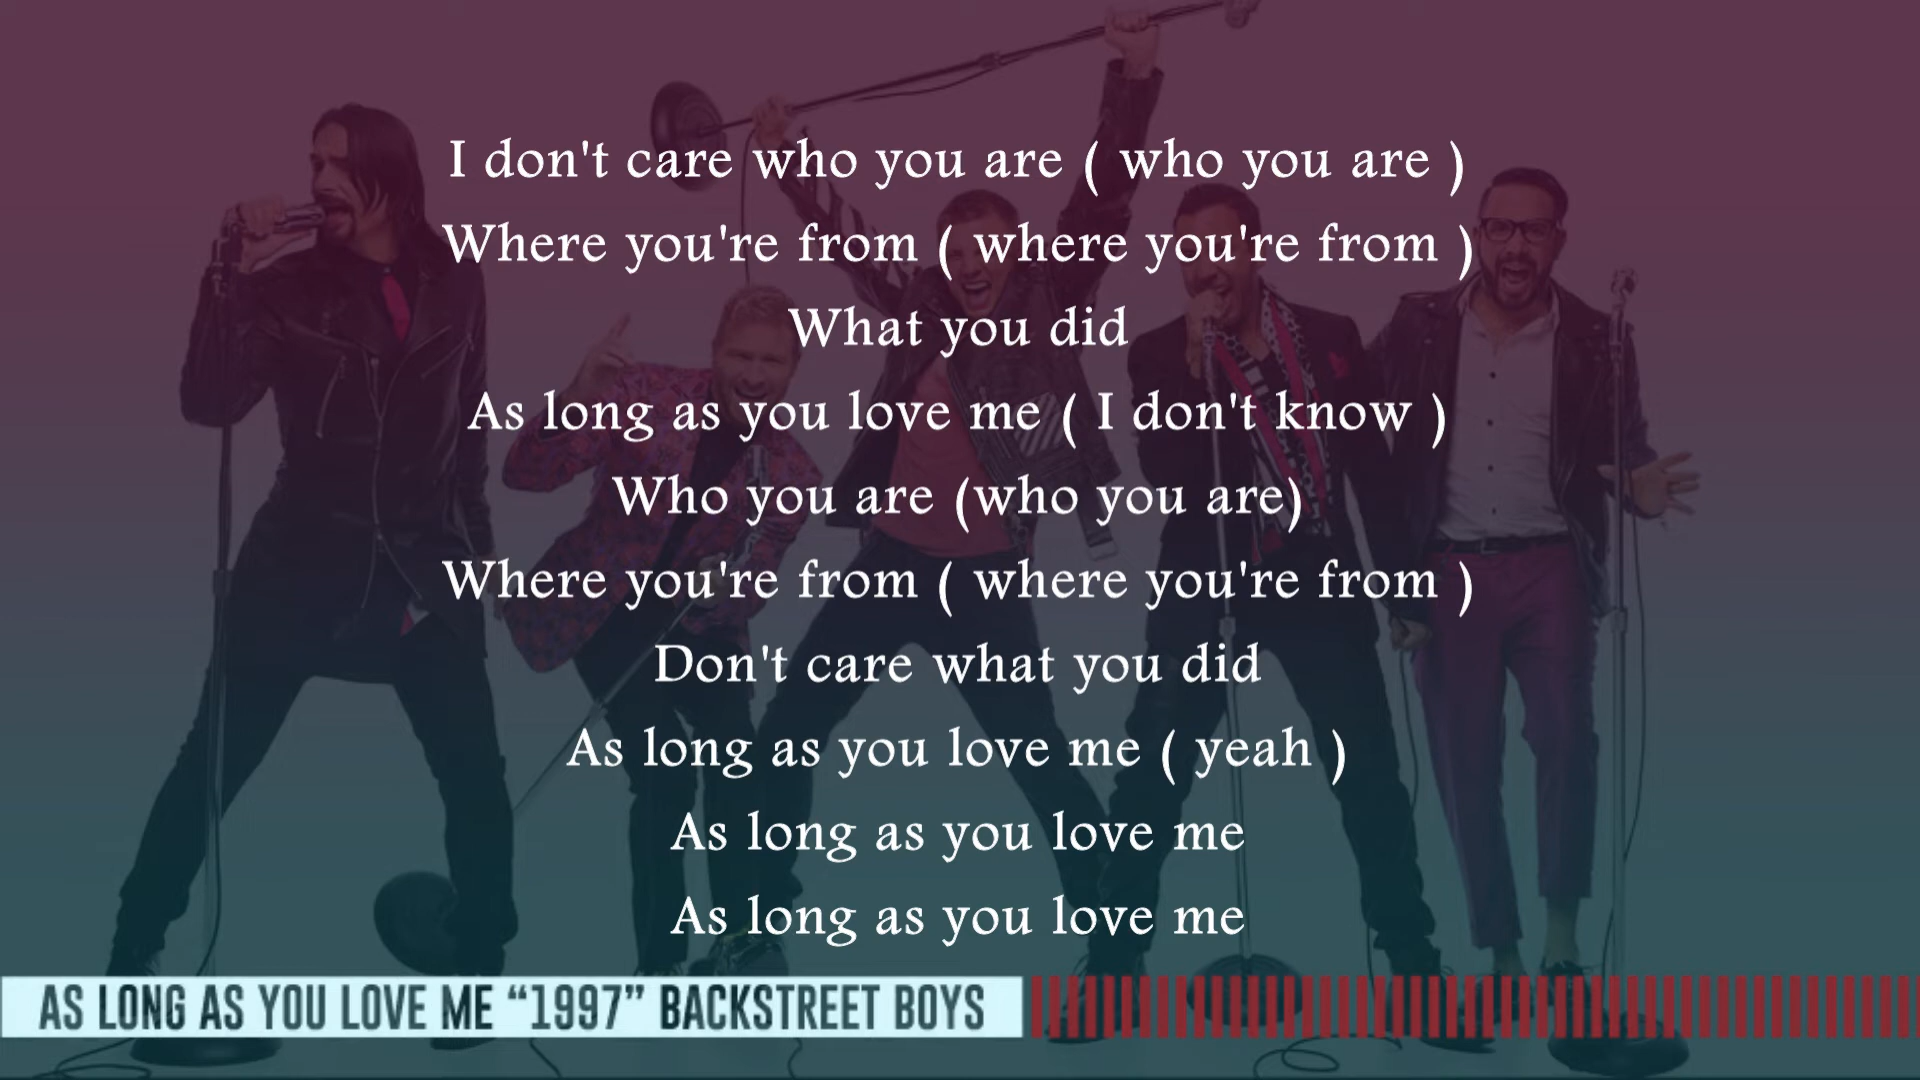 I don't care who you are ( who you are )
Where you're from ( where you're from )
What you did
As long as you love me ( I don't know )
Who you are (who you are)
Where you're from ( where you're from )
Don't care what you did
As long as you love me ( yeah )
As long as you love me
As long as you love me
AS LONG AS YOU LOVE ME “1997” BACKSTREET BOYS